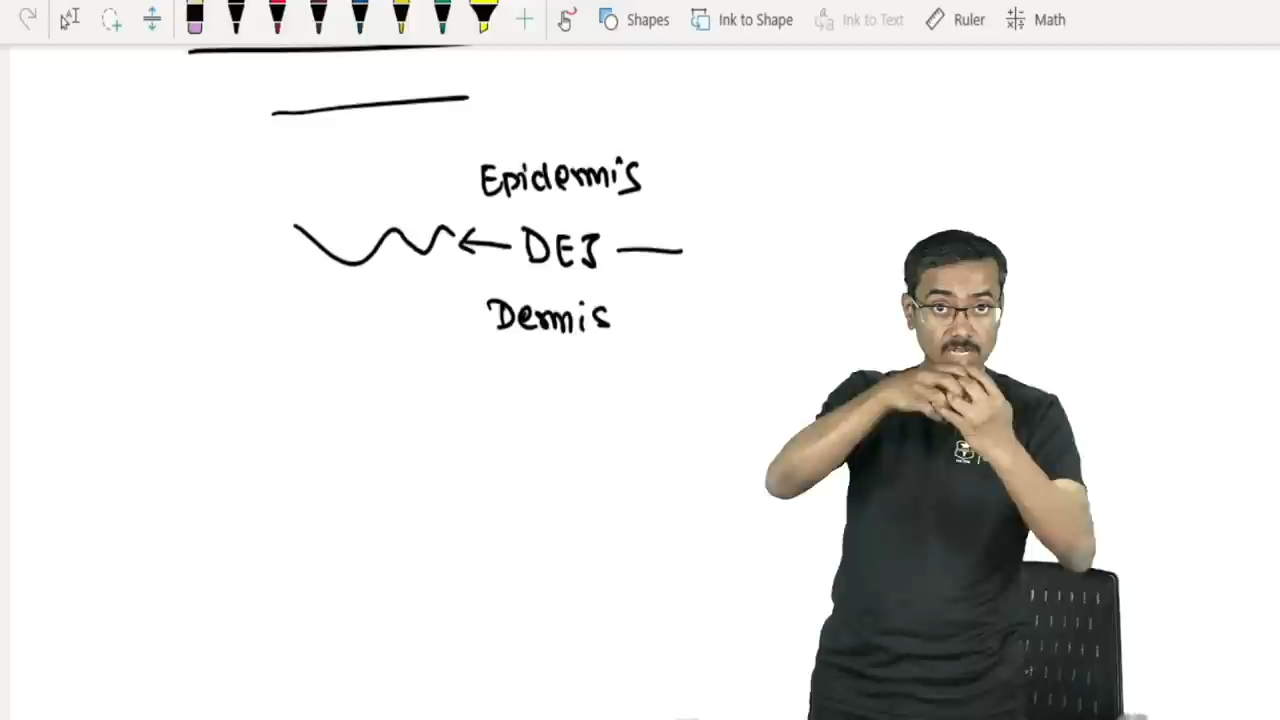 Shapes Ink to Shape Ink to Text Ruler Math
Epidermis
DEJ
Dermis